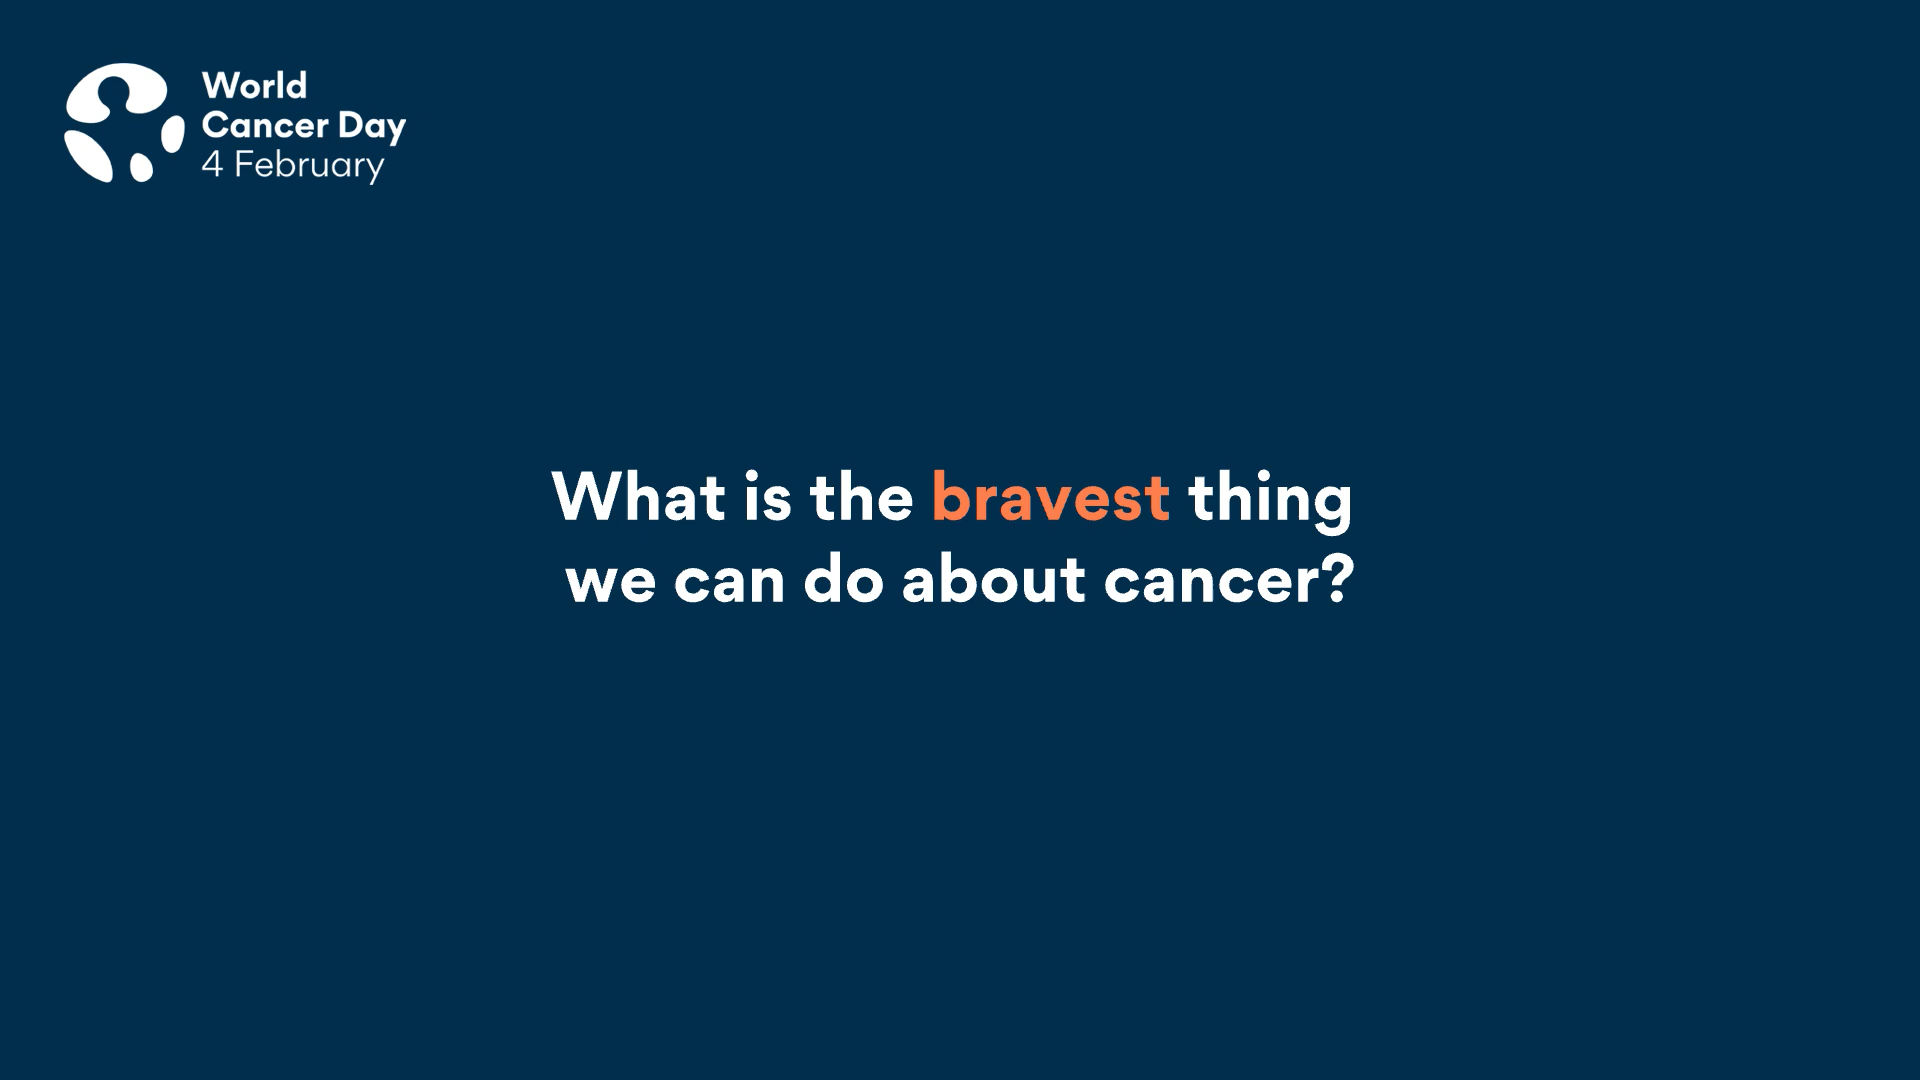 World
Cancer Day
4 February
What is the bravest thing
we can do about cancer?